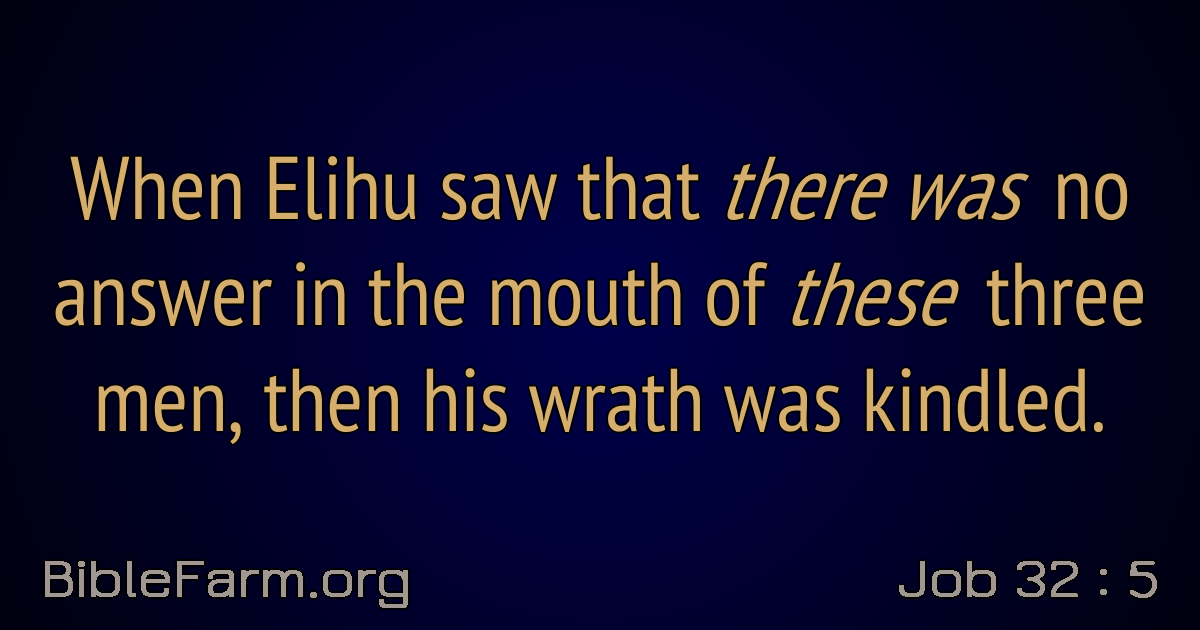 When Elihu saw that there was no
answer in the mouth of these three
men, then his wrath was kindled.
BibleFarm.org
Job 32 : 5